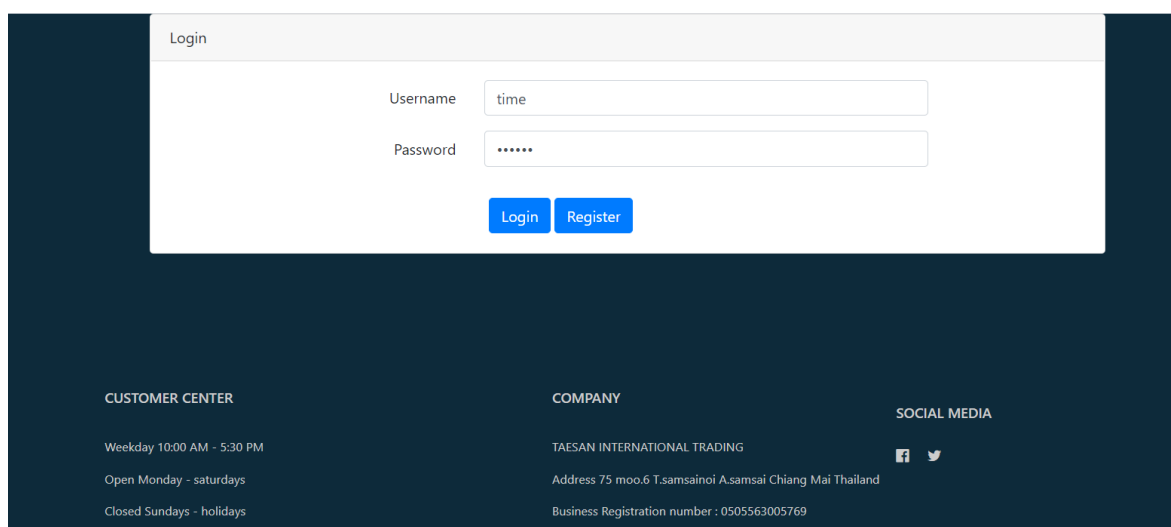 Login
Username
time
Password
••••••
Login
Register
CUSTOMER CENTER
Weekday 10:00 AM - 5:30 PM
Open Monday - saturdays
Closed Sundays - holidays
COMPANY
TAESAN INTERNATIONAL TRADING
Address 75 moo.6 T.samsainoi A.samsai Chiang Mai Thailand
Business Registration number : 0505563005769
SOCIAL MEDIA